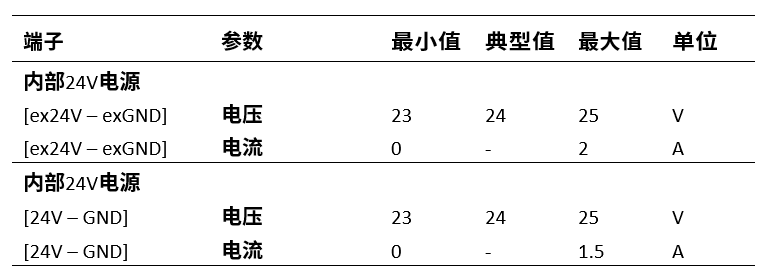 端子 参数 最小值 典型值 最大值 单位
内部24V电源
[ex24V – exGND] 电压 23 24 25 V
[ex24V – exGND] 电流 0 - 2 A
内部24V电源
[24V – GND] 电压 23 24 25 V
[24V – GND] 电流 0 - 1.5 A